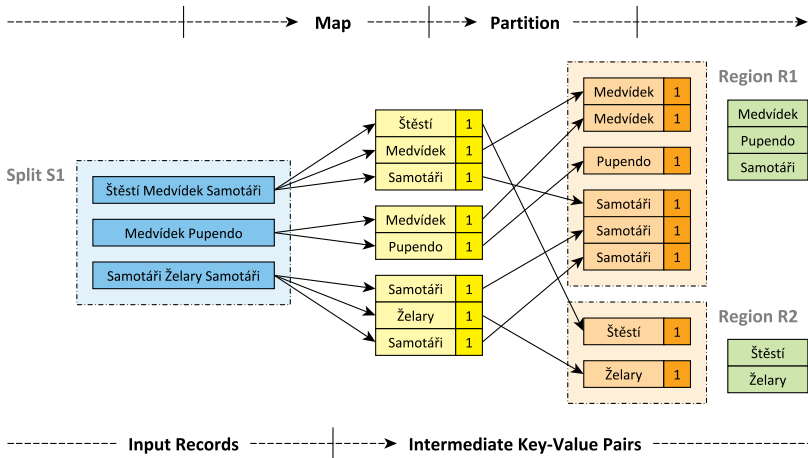 Map
Partition
Split S1
Štěstí Medvídek Samotáři
Medvídek Pupendo
Samotáři Želary Samotáři
Štěstí 1
Medvídek 1
Samotáři 1
Medvídek 1
Pupendo 1
Samotáři 1
Želary 1
Samotáři 1
Medvídek 1
Medvídek 1
Pupendo 1
Samotáři 1
Samotáři 1
Samotáři 1
Region R1
Medvídek
Pupendo
Samotáři
Štěstí 1
Želary 1
Region R2
Štěstí
Želary
Input Records
Intermediate Key-Value Pairs